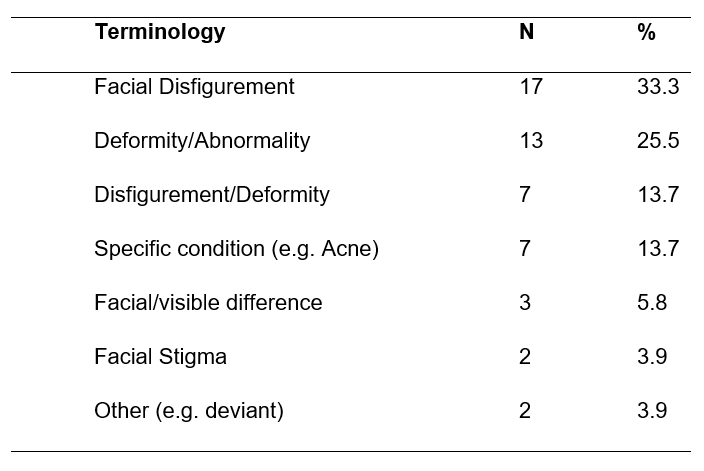 Terminology N %
Facial Disfigurement 17 33.3
Deformity/Abnormality 13 25.5
Disfigurement/Deformity 7 13.7
Specific condition (e.g. Acne) 7 13.7
Facial/visible difference 3 5.8
Facial Stigma 2 3.9
Other (e.g. deviant) 2 3.9